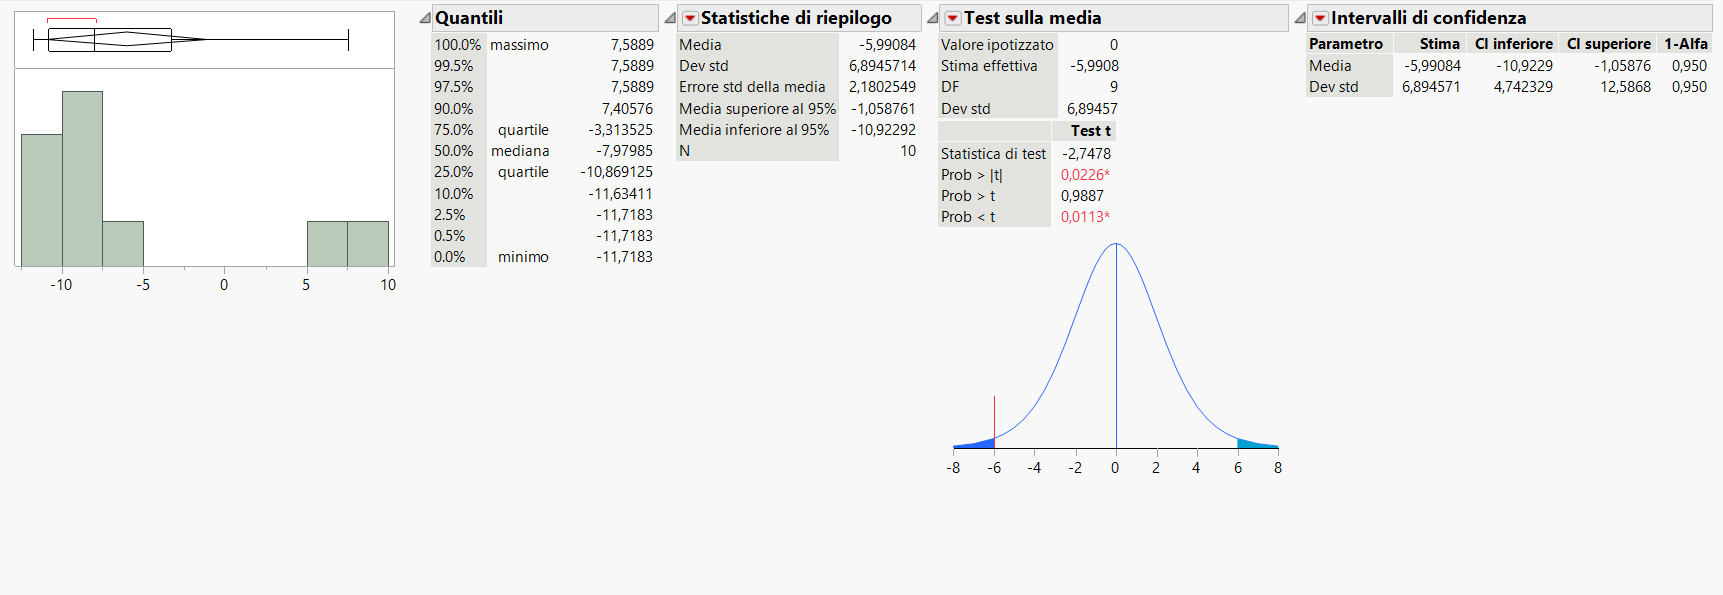 -10 -5 0 5 10
Quantili
100.0% massimo 7,5889
99.5% 7,5889
97.5% 7,5889
90.0% 7,40576
75.0% quartile -3,313525
50.0% mediana -7,97985
25.0% quartile -10,869125
10.0% -11,63411
2.5% -11,7183
0.5% -11,7183
0.0% minimo -11,7183
Statistiche di riepilogo
Media -5,99084
Dev std 6,8945714
Errore std della media 2,1802549
Media superiore al 95% -1,058761
Media inferiore al 95% -10,92292
N 10
Test sulla media
Valore ipotizzato 0
Stima effettiva -5,9908
DF 9
Dev std 6,89457
Test t
Statistica di test -2,7478
Prob > |t| 0,0226*
Prob > t 0,9887
Prob < t 0,0113*
-8 -6 -4 -2 0 2 4 6 8
Intervalli di confidenza
Parametro Stima CI inferiore CI superiore 1-Alfa
Media -5,99084 -10,9229 -1,05876 0,950
Dev std 6,894571 4,742329 12,5868 0,950